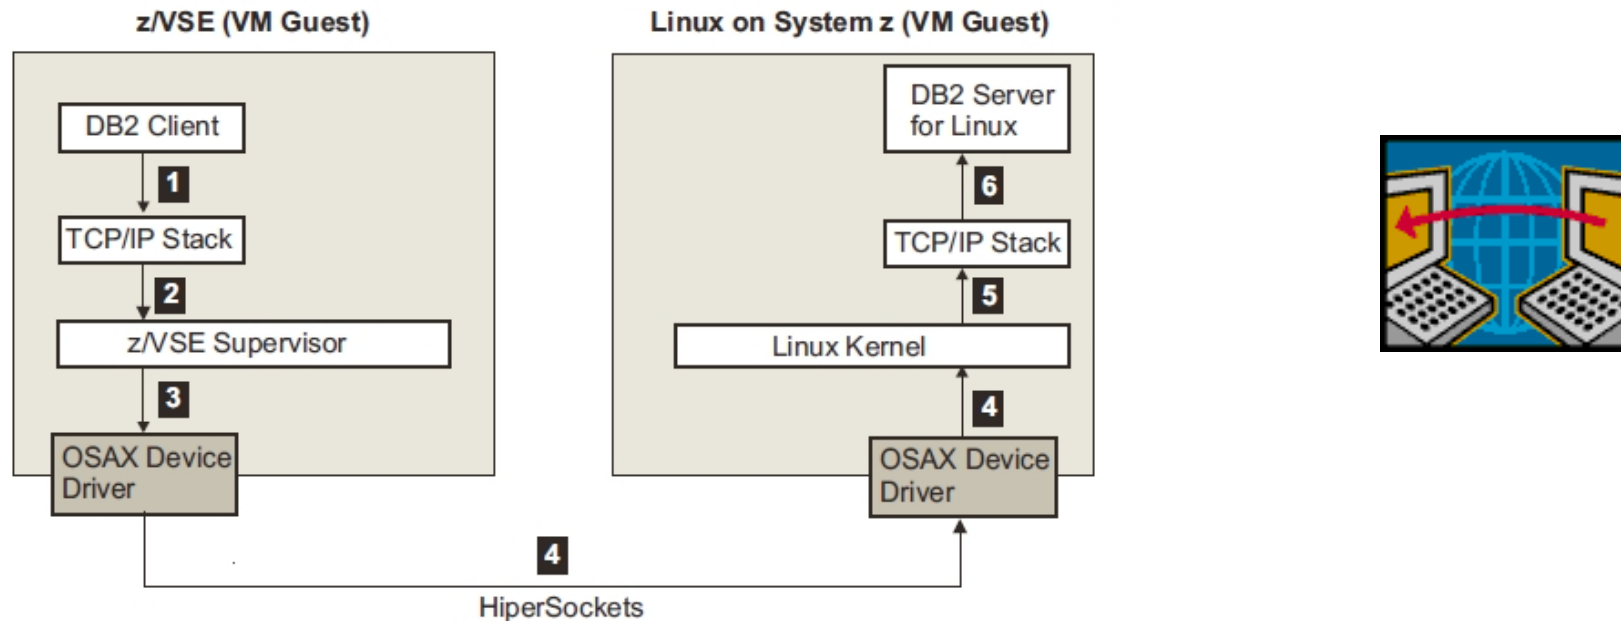 z/VSE (VM Guest)
DB2 Client
1
TCP/IP Stack
2
z/VSE Supervisor
3
OSAX Device
Driver
4
HiperSockets
Linux on System z (VM Guest)
DB2 Server
for Linux
6
TCP/IP Stack
5
Linux Kernel
4
OSAX Device
Driver